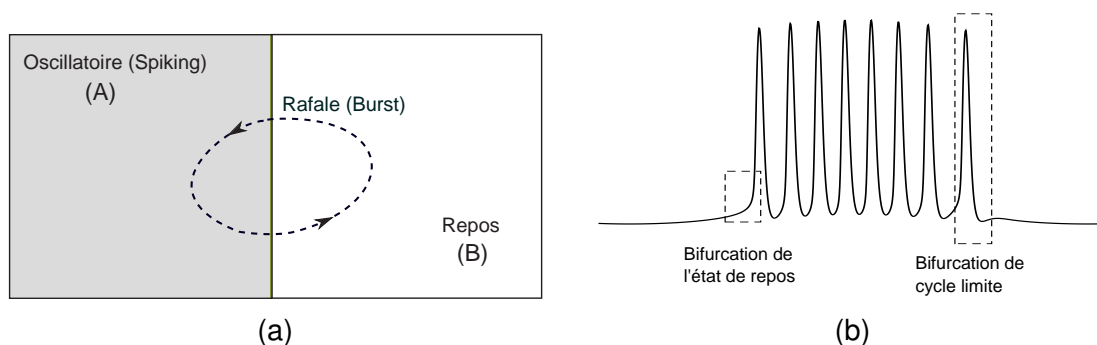 Oscillatoire (Spiking)
(A)
Rafale (Burst)
Repos
(B)
(a)
Bifurcation de
l'état de repos
Bifurcation de
cycle limite
(b)